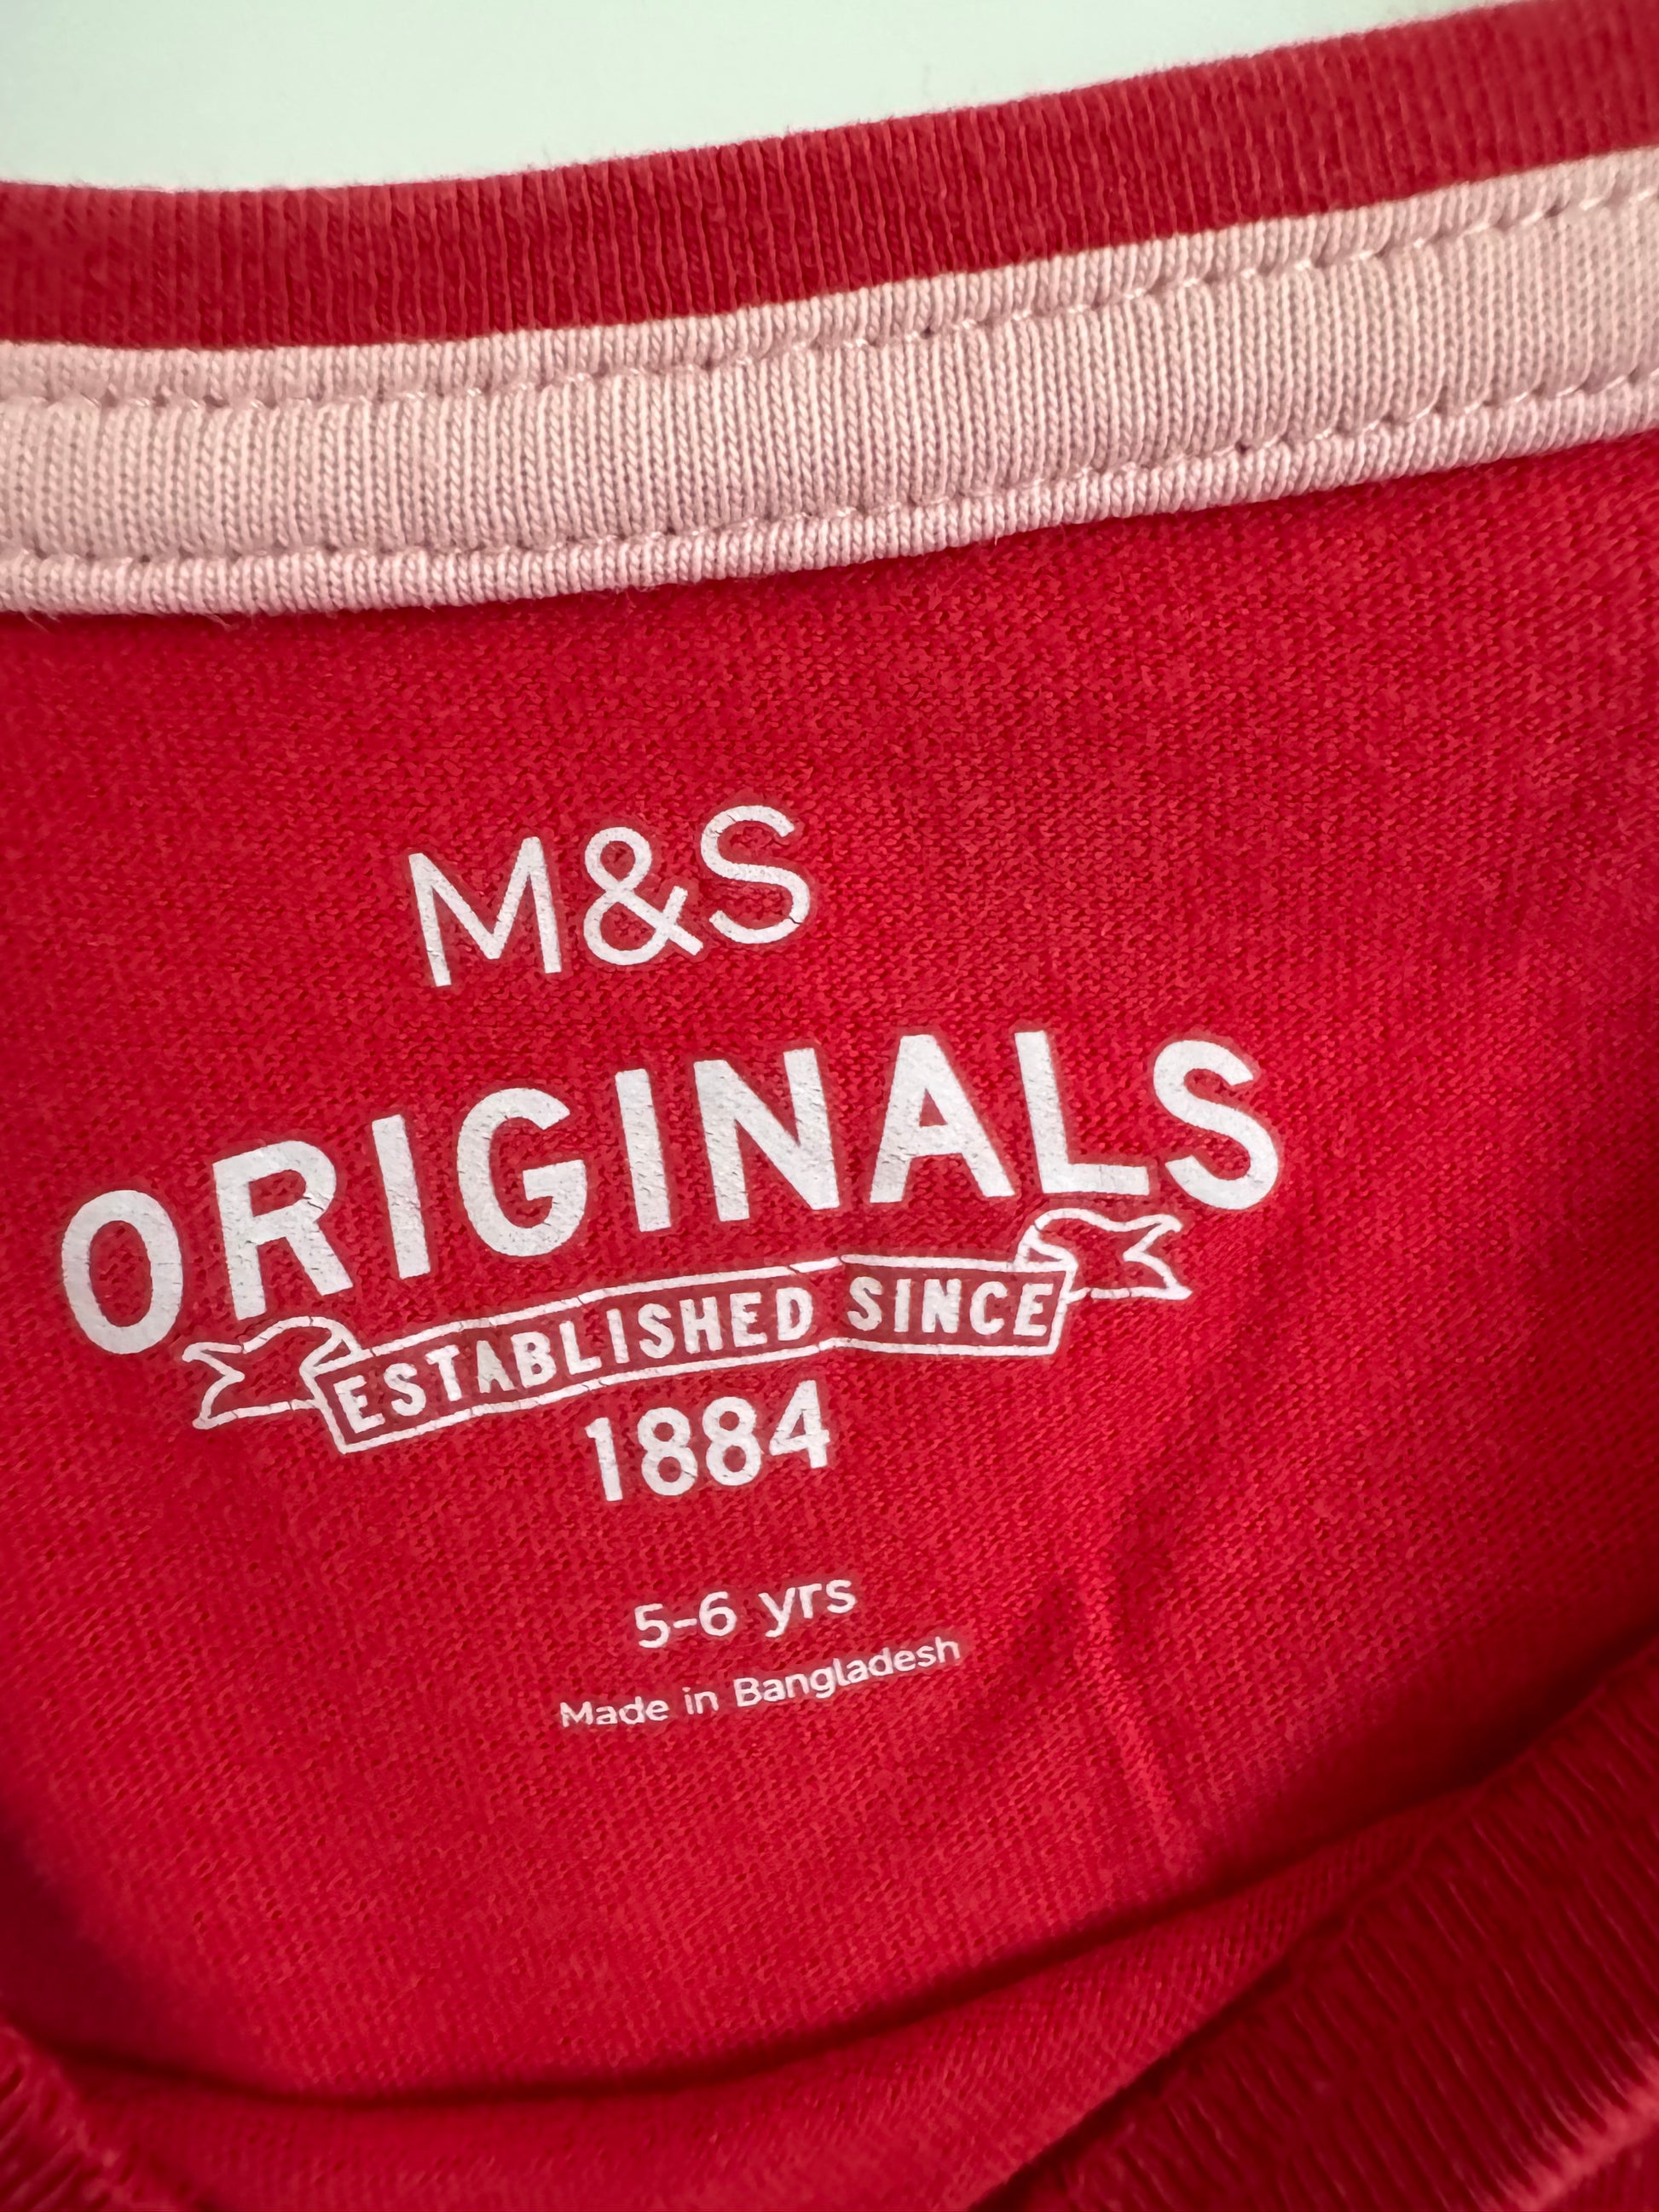 M&S
ORIGINALS
ESTABLISHED SINCE
1884
5-6 yrs
Made in Bangladesh